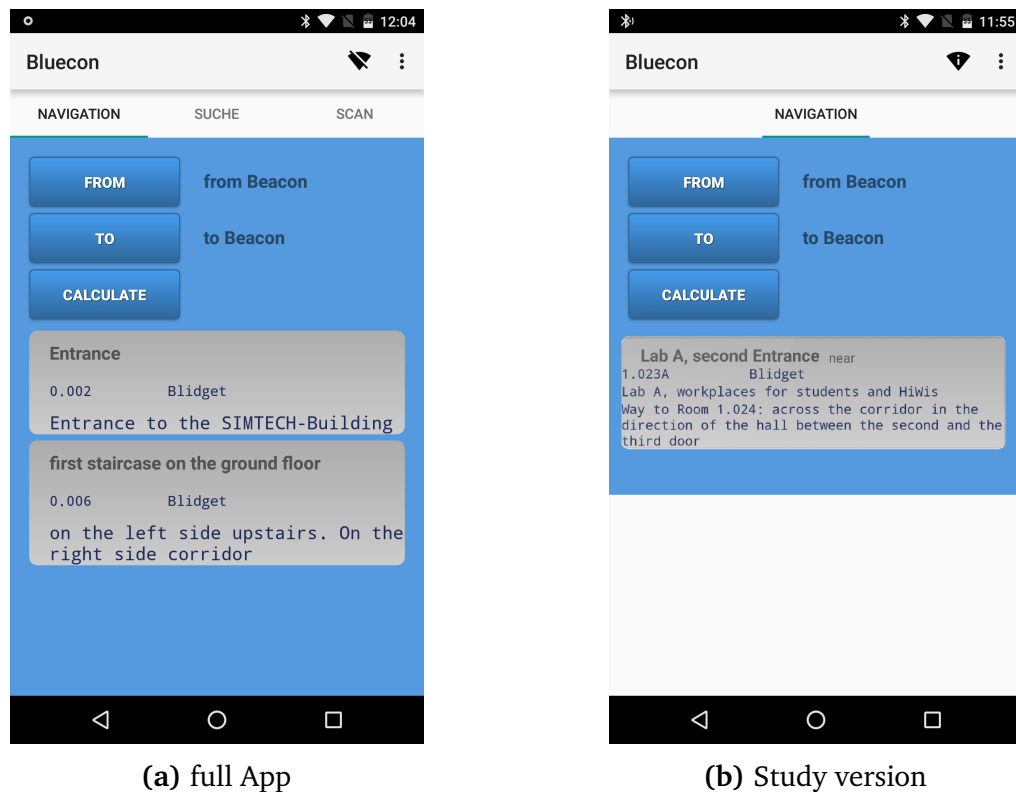 12:04
Bluecon
NAVIGATION SUCHE SCAN
FROM from Beacon
TO to Beacon
CALCULATE
Entrance
0.002 Blidget
Entrance to the SIMTECH-Building
first staircase on the ground floor
0.006 Blidget
on the left side upstairs. On the
right side corridor
(a) full App
11:55
Bluecon
NAVIGATION
FROM from Beacon
TO to Beacon
CALCULATE
Lab A, second Entrance near
1.023A Blidget
Lab A, workplaces for students and HiWis
Way to Room 1.024: across the corridor in the
direction of the hall between the second and the
third door
(b) Study version